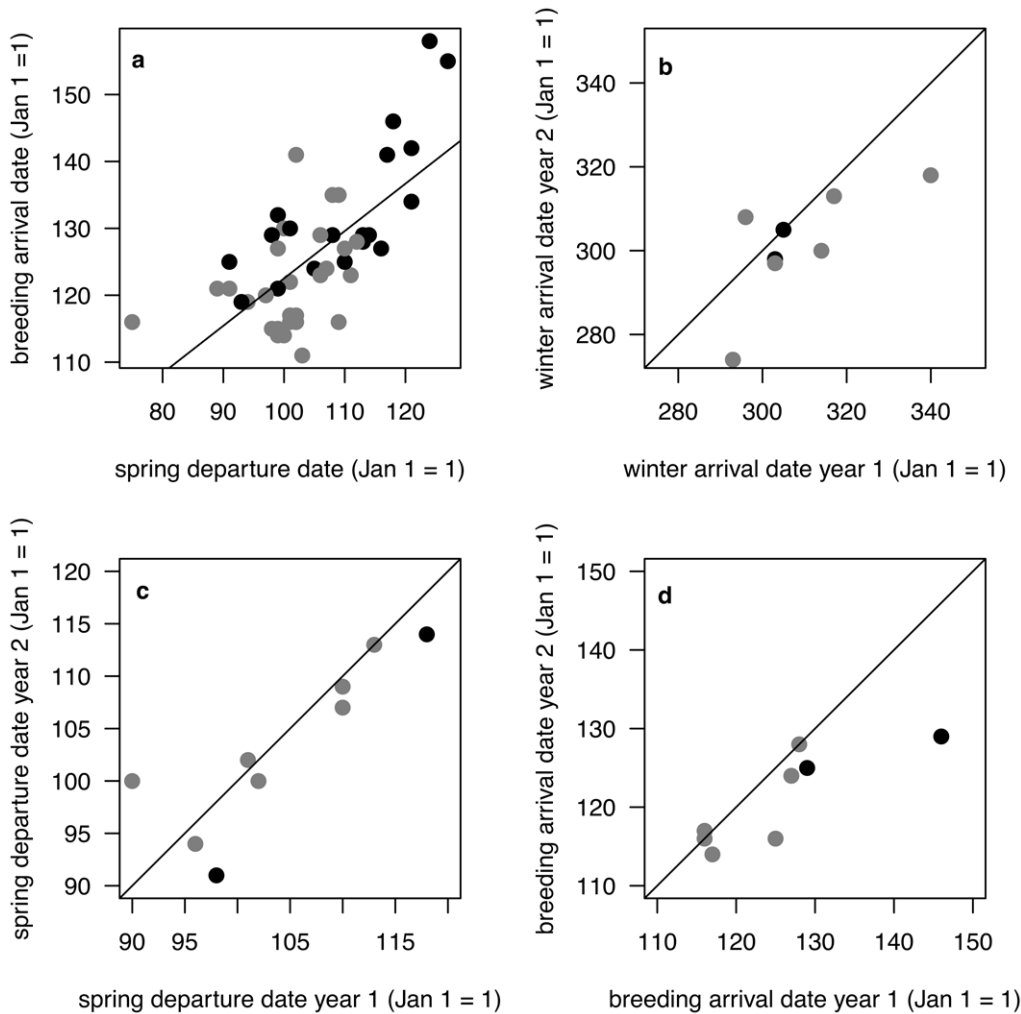 a
breeding arrival date (Jan 1 =1)
150
140
130
120
110
80 90 100 110 120
spring departure date (Jan 1 = 1)
b
winter arrival date year 2 (Jan 1 = 1)
340
320
300
280
280 300 320 340
winter arrival date year 1 (Jan 1 = 1)
c
spring departure date year 2 (Jan 1 = 1)
120
115
110
105
100
95
90
90 95 105 115
spring departure date year 1 (Jan 1 = 1)
d
breeding arrival date year 2 (Jan 1 = 1)
150
140
130
120
110
110 120 130 140 150
breeding arrival date year 1 (Jan 1 = 1)